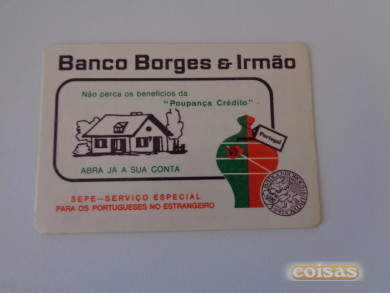 Banco Borges & Irmão
Não perca os benefícios da
"Poupança Crédito"
Portugal
ABRA JÁ A SUA CONTA
SEPE—SERVIÇO ESPECIAL
PARA OS PORTUGUESES NO ESTRANGEIRO
coisas